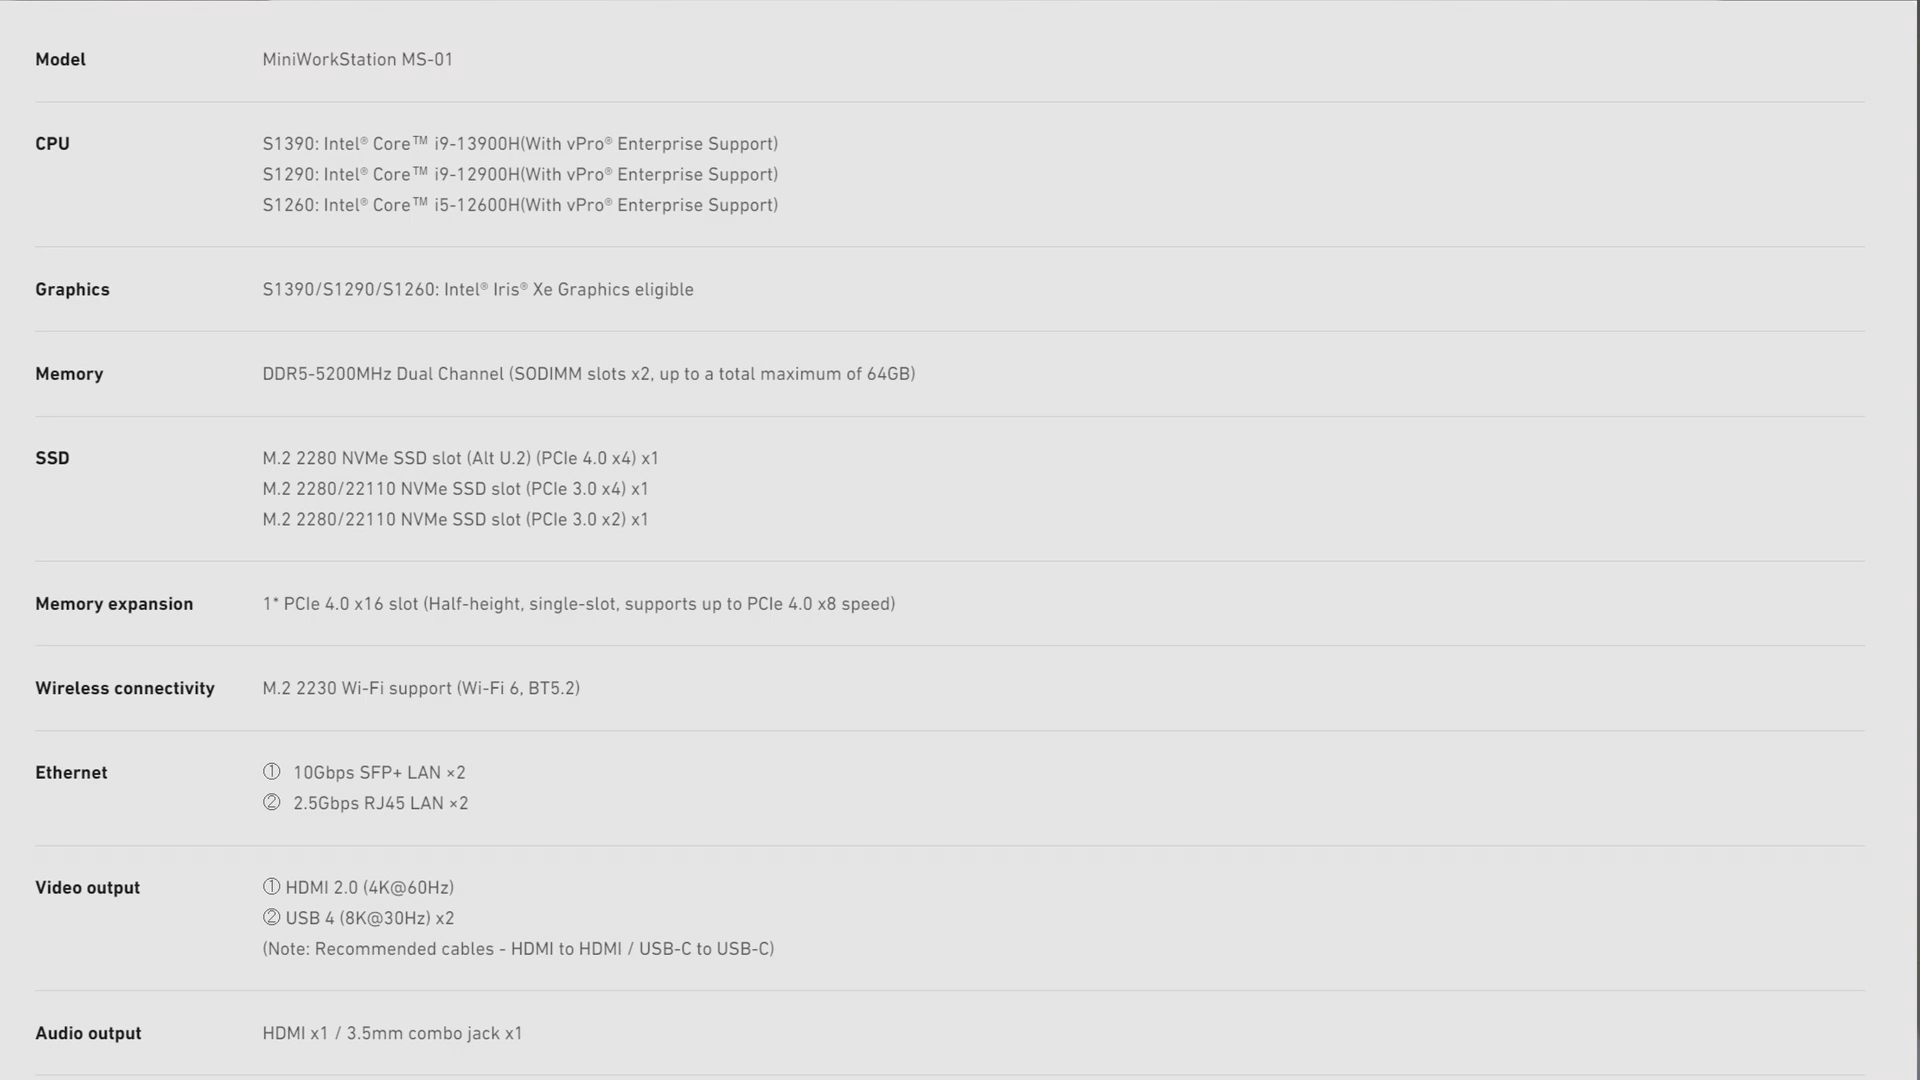 Model MiniWorkStation MS-01
CPU S1390: Intel® Core™ i9-13900H(With vPro® Enterprise Support)
S1290: Intel® Core™ i9-12900H(With vPro® Enterprise Support)
S1260: Intel® Core™ i5-12600H(With vPro® Enterprise Support)
Graphics S1390/S1290/S1260: Intel® Iris® Xe Graphics eligible
Memory DDR5-5200MHz Dual Channel (SODIMM slots x2, up to a total maximum of 64GB)
SSD M.2 2280 NVMe SSD slot (Alt U.2) (PCIe 4.0 x4) x1
M.2 2280/22110 NVMe SSD slot (PCIe 3.0 x4) x1
M.2 2280/22110 NVMe SSD slot (PCIe 3.0 x2) x1
Memory expansion 1* PCIe 4.0 x16 slot (Half-height, single-slot, supports up to PCIe 4.0 x8 speed)
Wireless connectivity M.2 2230 Wi-Fi support (Wi-Fi 6, BT5.2)
Ethernet ① 10Gbps SFP+ LAN ×2
② 2.5Gbps RJ45 LAN ×2
Video output ① HDMI 2.0 (4K@60Hz)
② USB 4 (8K@30Hz) x2
(Note: Recommended cables - HDMI to HDMI / USB-C to USB-C)
Audio output HDMI x1 / 3.5mm combo jack x1